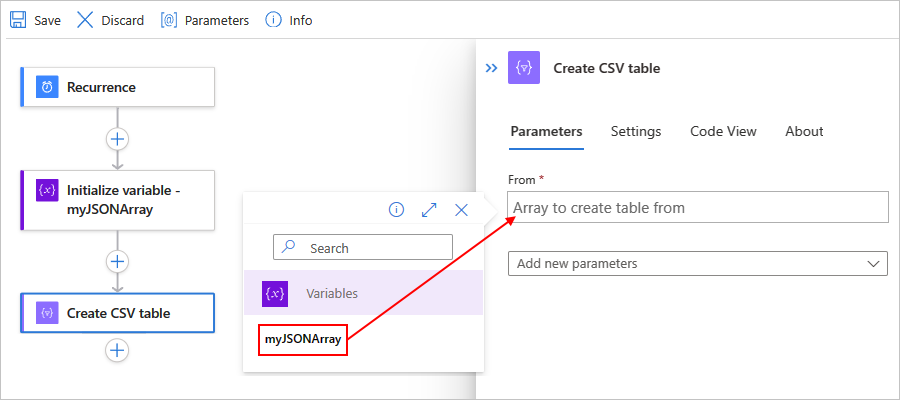 Save
Discard
[@] Parameters
Info
Recurrence
{x} Initialize variable -
myJSONArray
Create CSV table
Search
{x} Variables
myJSONArray
Create CSV table
Parameters
Settings
Code View
About
From *
Array to create table from
Add new parameters